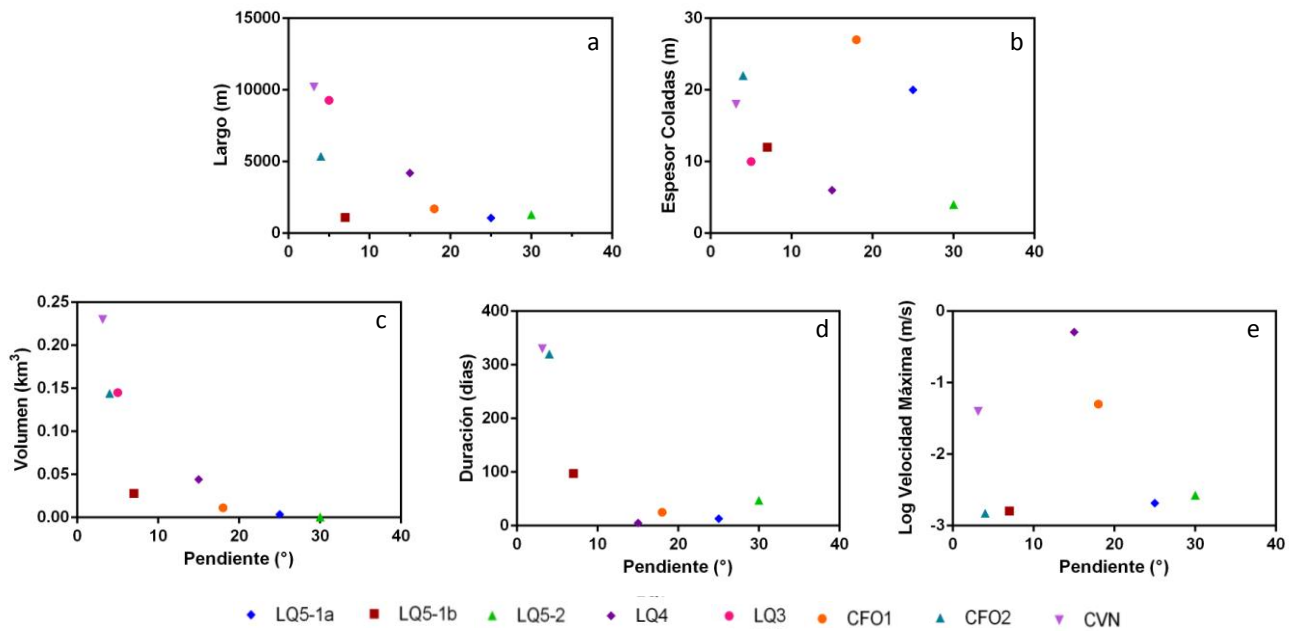 15000
10000
5000
0
0 10 20 30 40
Largo (m)
a
30
20
10
0
0 10 20 30 40
Espesor Coladas (m)
b
0.25
0.20
0.15
0.10
0.05
0.00
0 10 20 30 40
Volumen (km³)
Pendiente (°)
c
400
300
200
100
0
0 10 20 30 40
Duración (días)
Pendiente (°)
d
-0
-1
-2
-3
0 10 20 30 40
Log Velocidad Máxima (m/s)
Pendiente (°)
e
LQ5-1a LQ5-1b LQ5-2 LQ4 LQ3 CFO1 CFO2 CVN